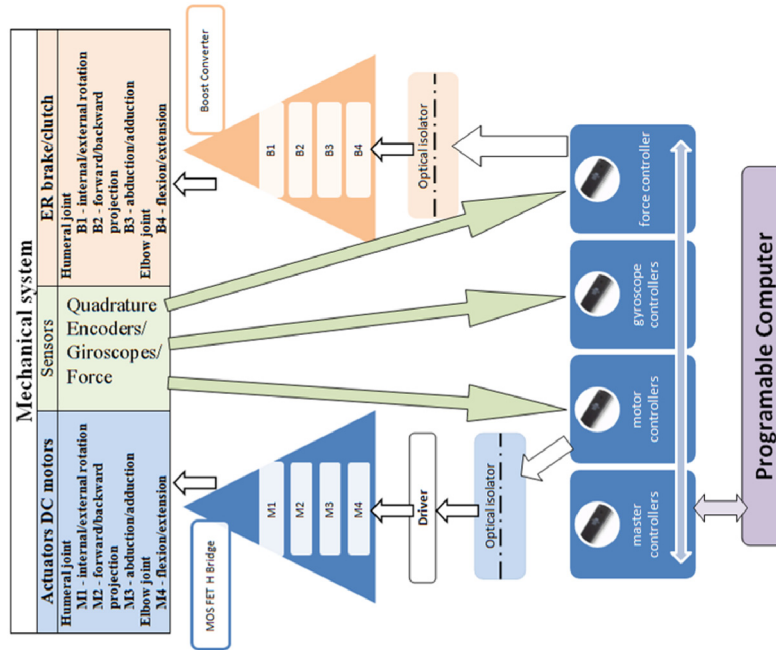 Mechanical system
Actuators DC motors
Humeral joint
M1 - internal/external rotation
M2 - forward/backward
projection
M3 - abduction/adduction
Elbow joint
M4 - flexion/extension
Sensors
Quadrature
Encoders/
Giroscopes/
Force
ER brake/clutch
Humeral joint
B1 - internal/external rotation
B2 - forward/backward
projection
B3 - abduction/adduction
Elbow joint
B4 - flexion/extension
MOS FET H Bridge
M1
M2
M3
M4
Driver
Optical isolator
Boost Converter
B1
B2
B3
B4
Optical isolator
master
controllers
motor
controllers
gyroscope
controllers
force controller
Programable Computer